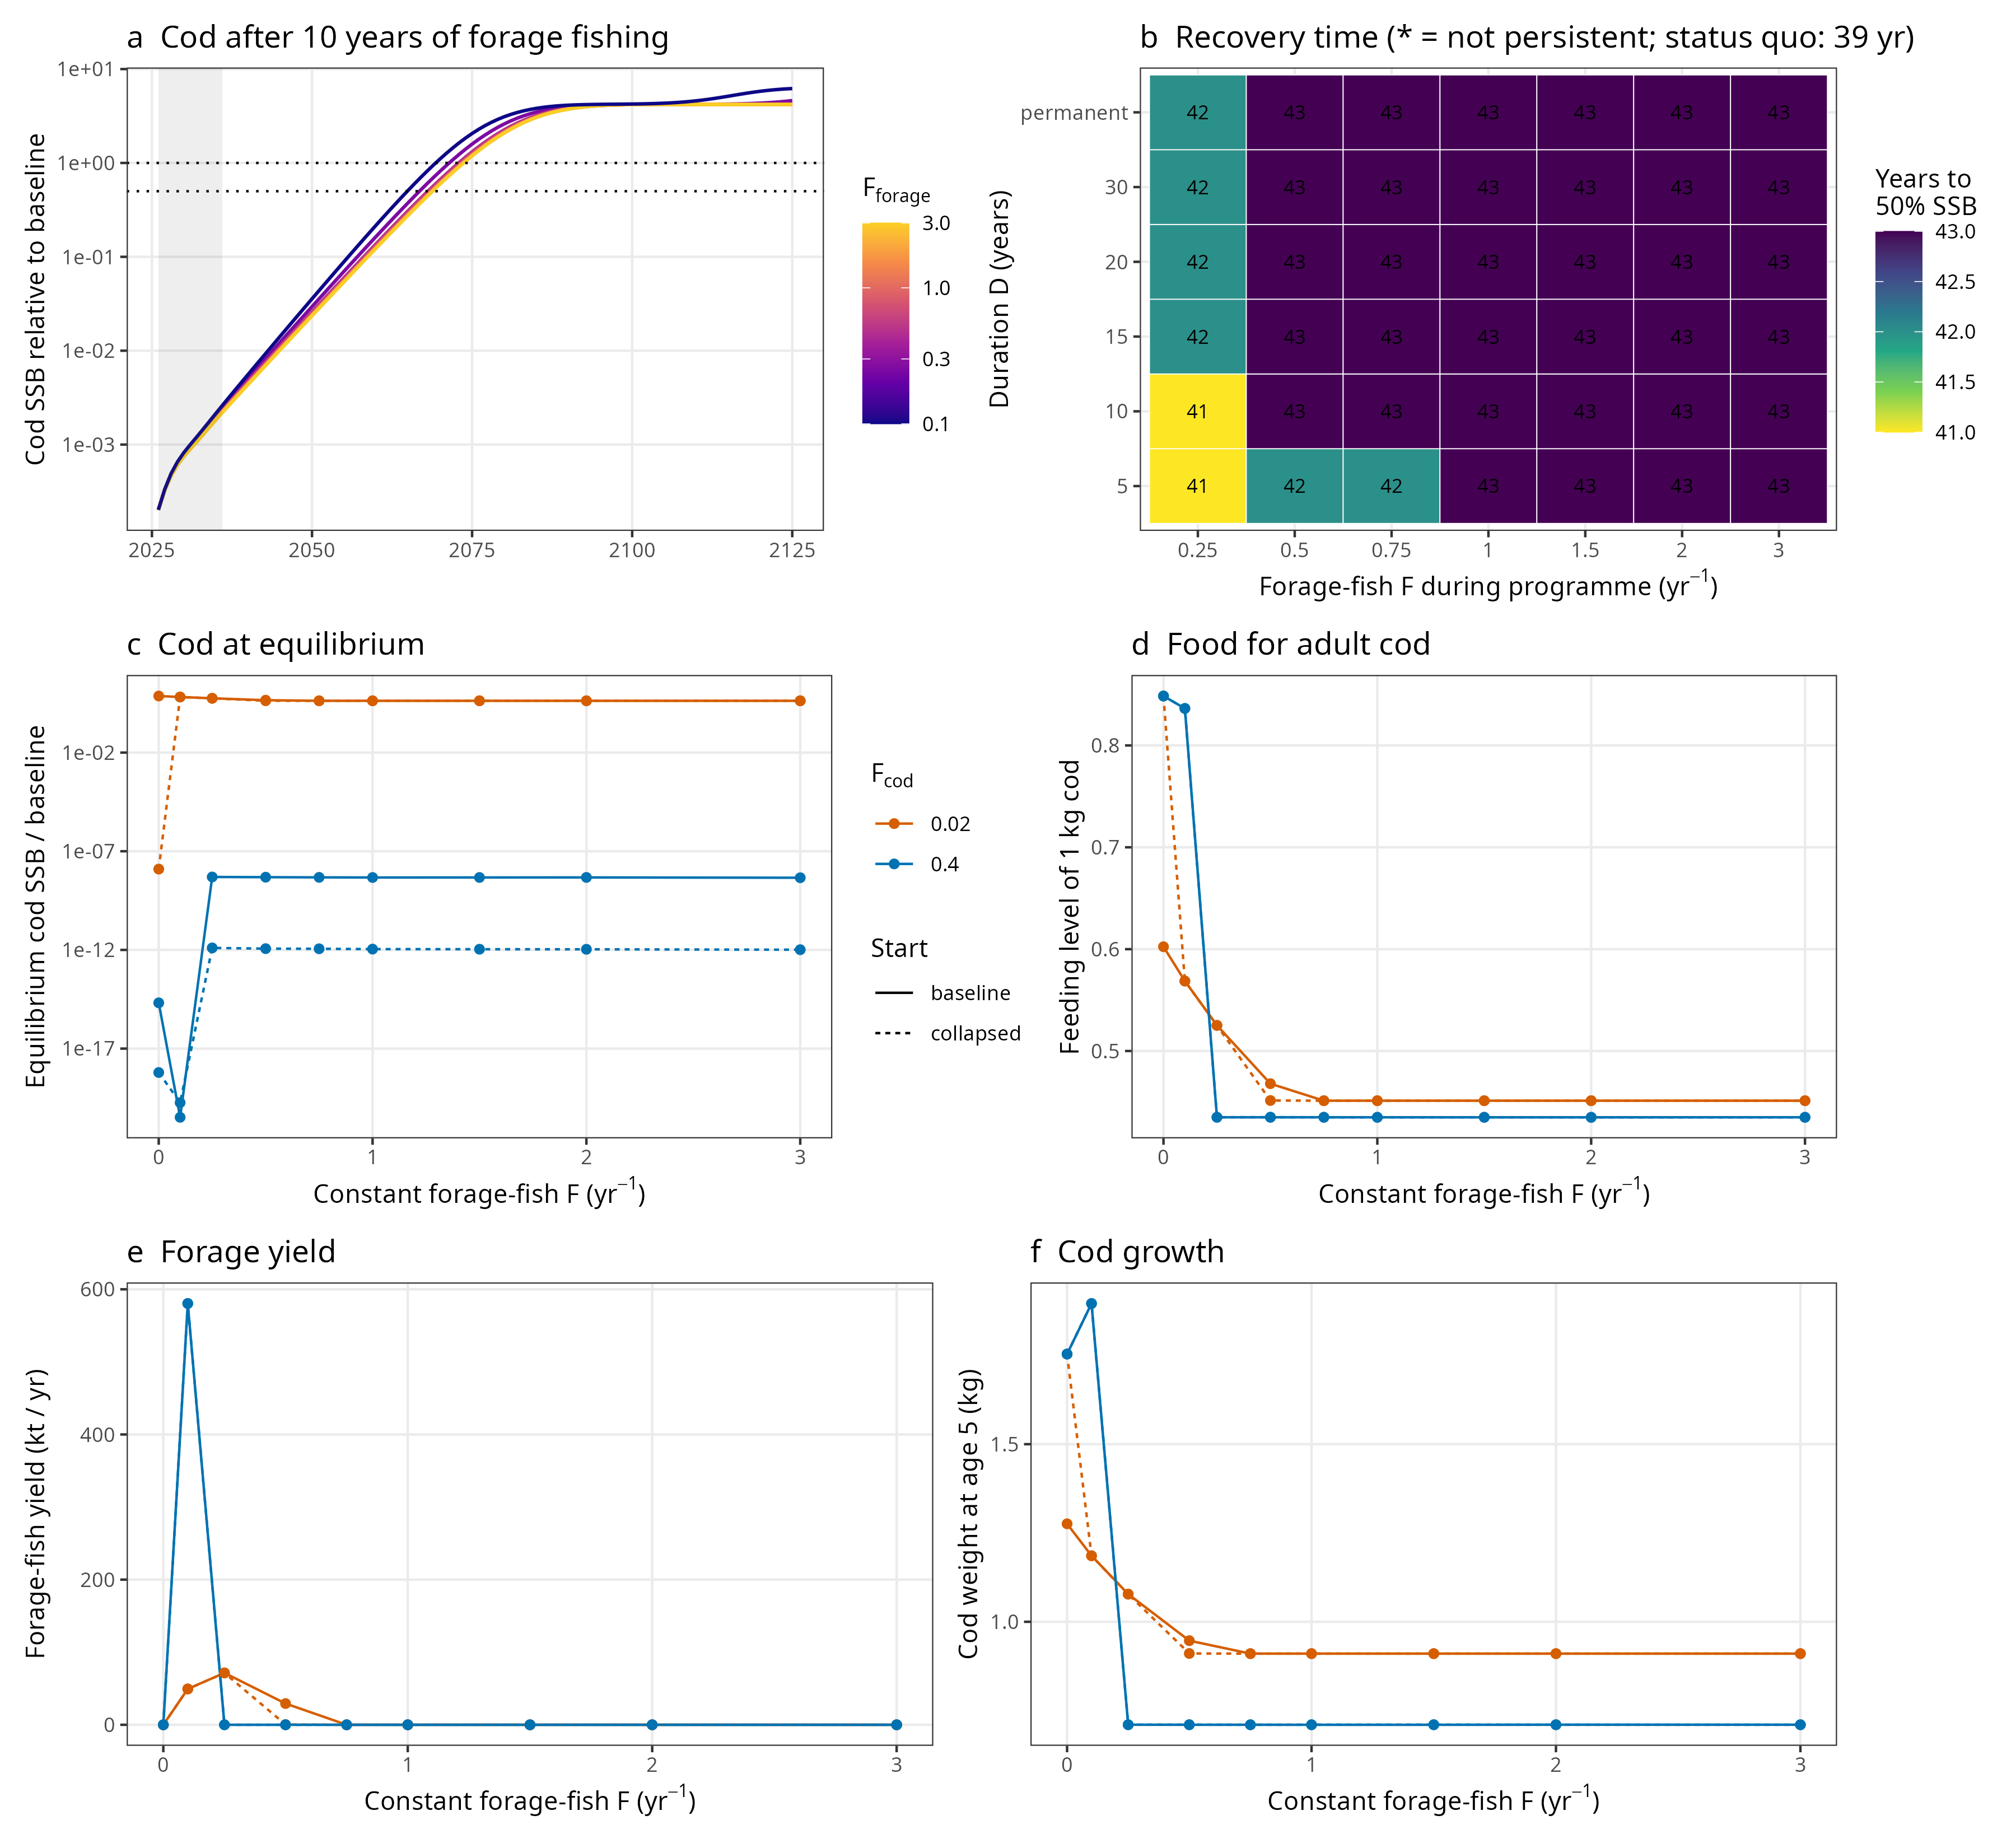 a Cod after 10 years of forage fishing
Cod SSB relative to baseline
1e+01
1e+00
1e-01
1e-02
1e-03
2025 2050 2075 2100 2125
Fforage
3.0
1.0
0.3
0.1
b Recovery time (* = not persistent; status quo: 39 yr)
Duration D (years)
permanent 42 43 43 43 43 43 43
30 42 43 43 43 43 43 43
20 42 43 43 43 43 43 43
15 42 43 43 43 43 43 43
10 41 43 43 43 43 43 43
5 41 42 42 43 43 43 43
0.25 0.5 0.75 1 1.5 2 3
Forage-fish F during programme (yr⁻¹)
Years to
50% SSB
43.0
42.5
42.0
41.5
41.0
c Cod at equilibrium
Equilibrium cod SSB / baseline
1e-02
1e-07
1e-12
1e-17
0 1 2 3
Constant forage-fish F (yr⁻¹)
Fcod
0.02
0.4
Start
baseline
collapsed
d Food for adult cod
Feeding level of 1 kg cod
0.8
0.7
0.6
0.5
0 1 2 3
Constant forage-fish F (yr⁻¹)
e Forage yield
Forage-fish yield (kt / yr)
600
400
200
0
0 1 2 3
Constant forage-fish F (yr⁻¹)
f Cod growth
Cod weight at age 5 (kg)
1.5
1.0
0 1 2 3
Constant forage-fish F (yr⁻¹)